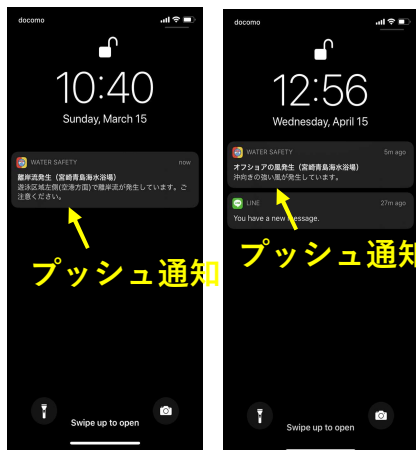 docomo
10:40
Sunday, March 15
WATER SAFETY now
離岸流発生（宮崎青島海水浴場）
遊泳区域左側(空港方面)で離岸流が発生しています。ご
注意ください。
プッシュ通知
Swipe up to open
docomo
12:56
Wednesday, April 15
WATER SAFETY 5m ago
オフショアの風発生（宮崎青島海水浴場）
沖向きの強い風が発生しています。
LINE 27m ago
You have a new message.
プッシュ通知
Swipe up to open